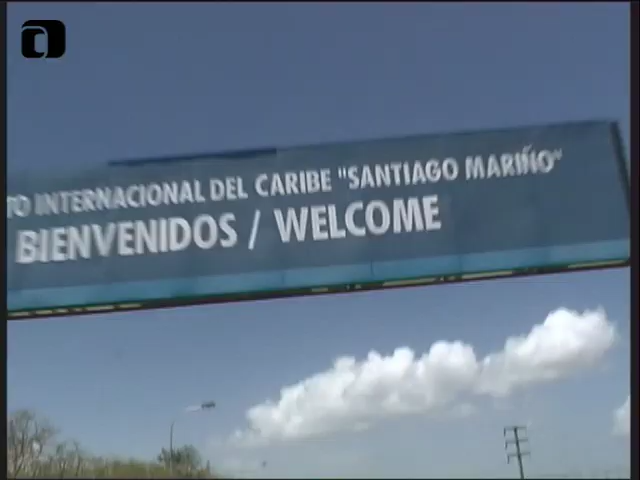 TO INTERNACIONAL DEL CARIBE "SANTIAGO MARIÑO"
BIENVENIDOS / WELCOME